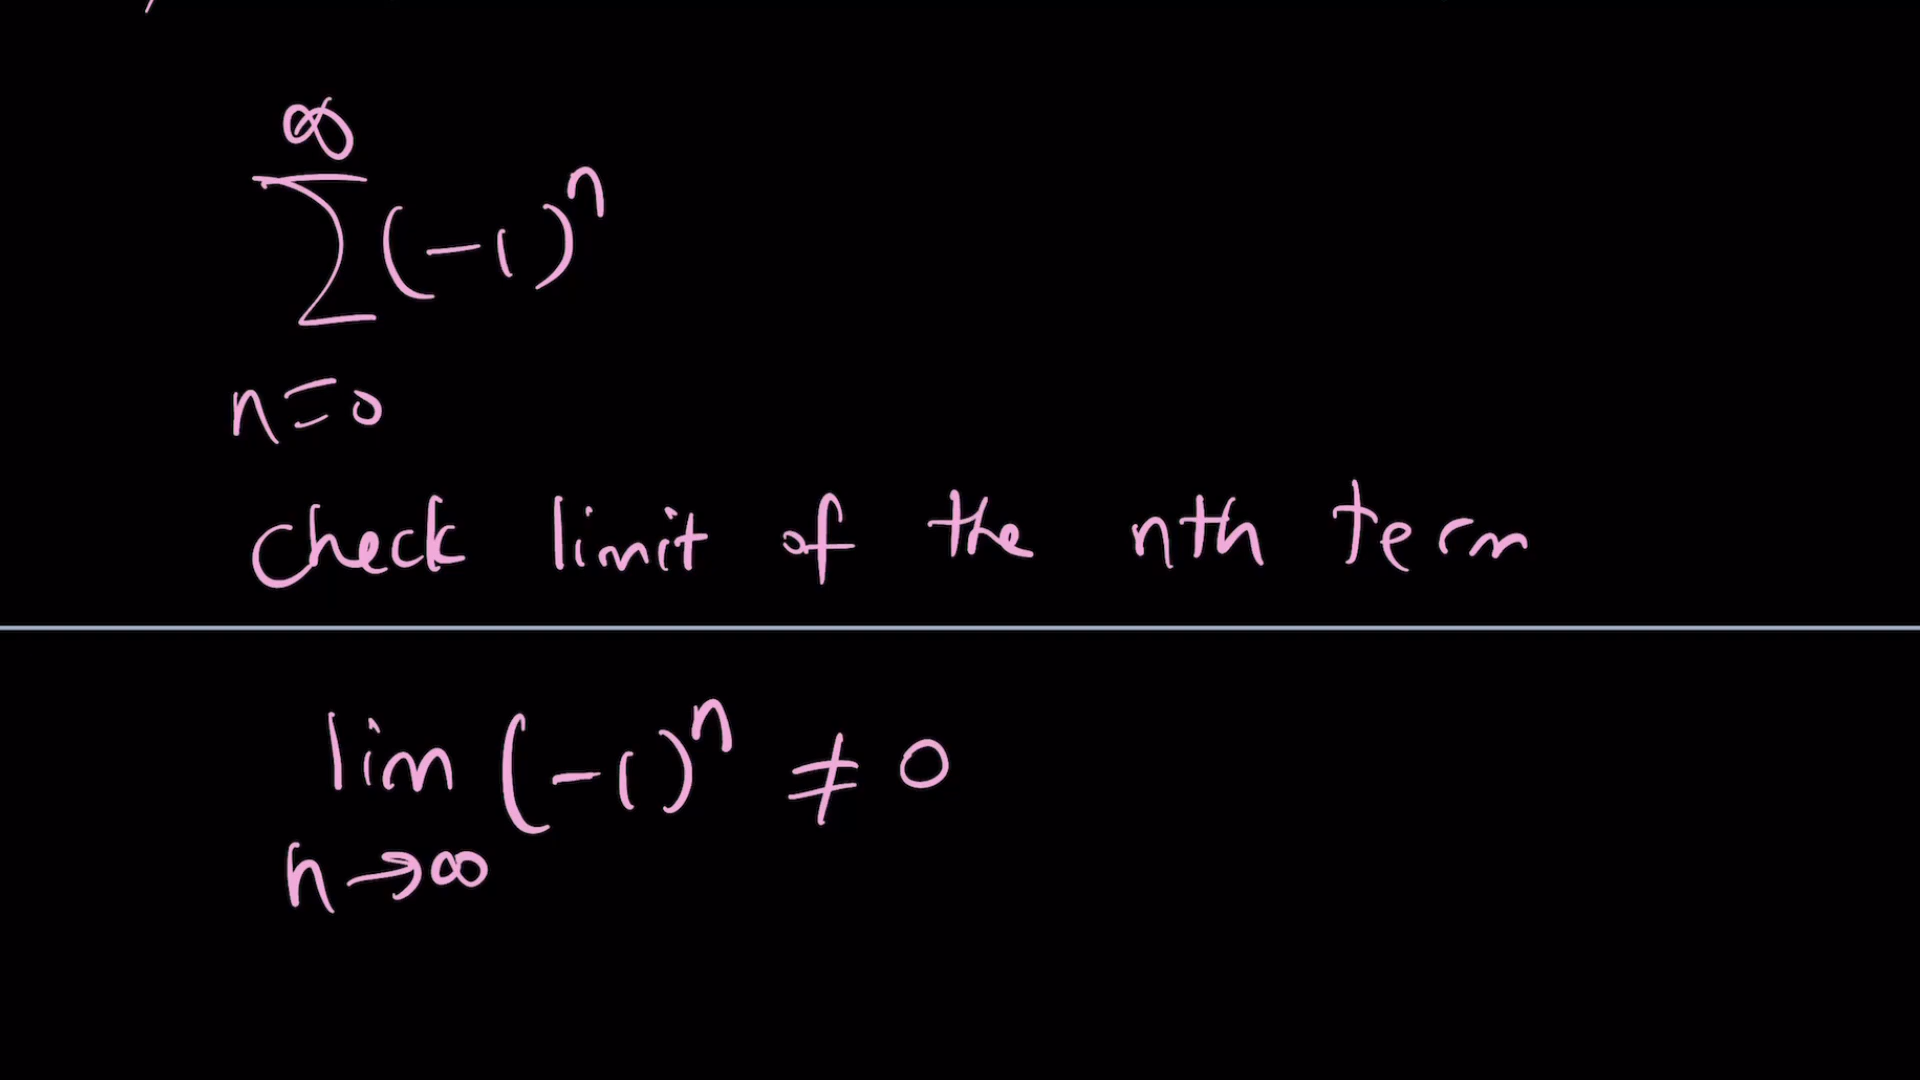 ∞
∑ (-1)ⁿ
n=0
check limit of the nth term
lim (-1)ⁿ ≠ 0
n→∞